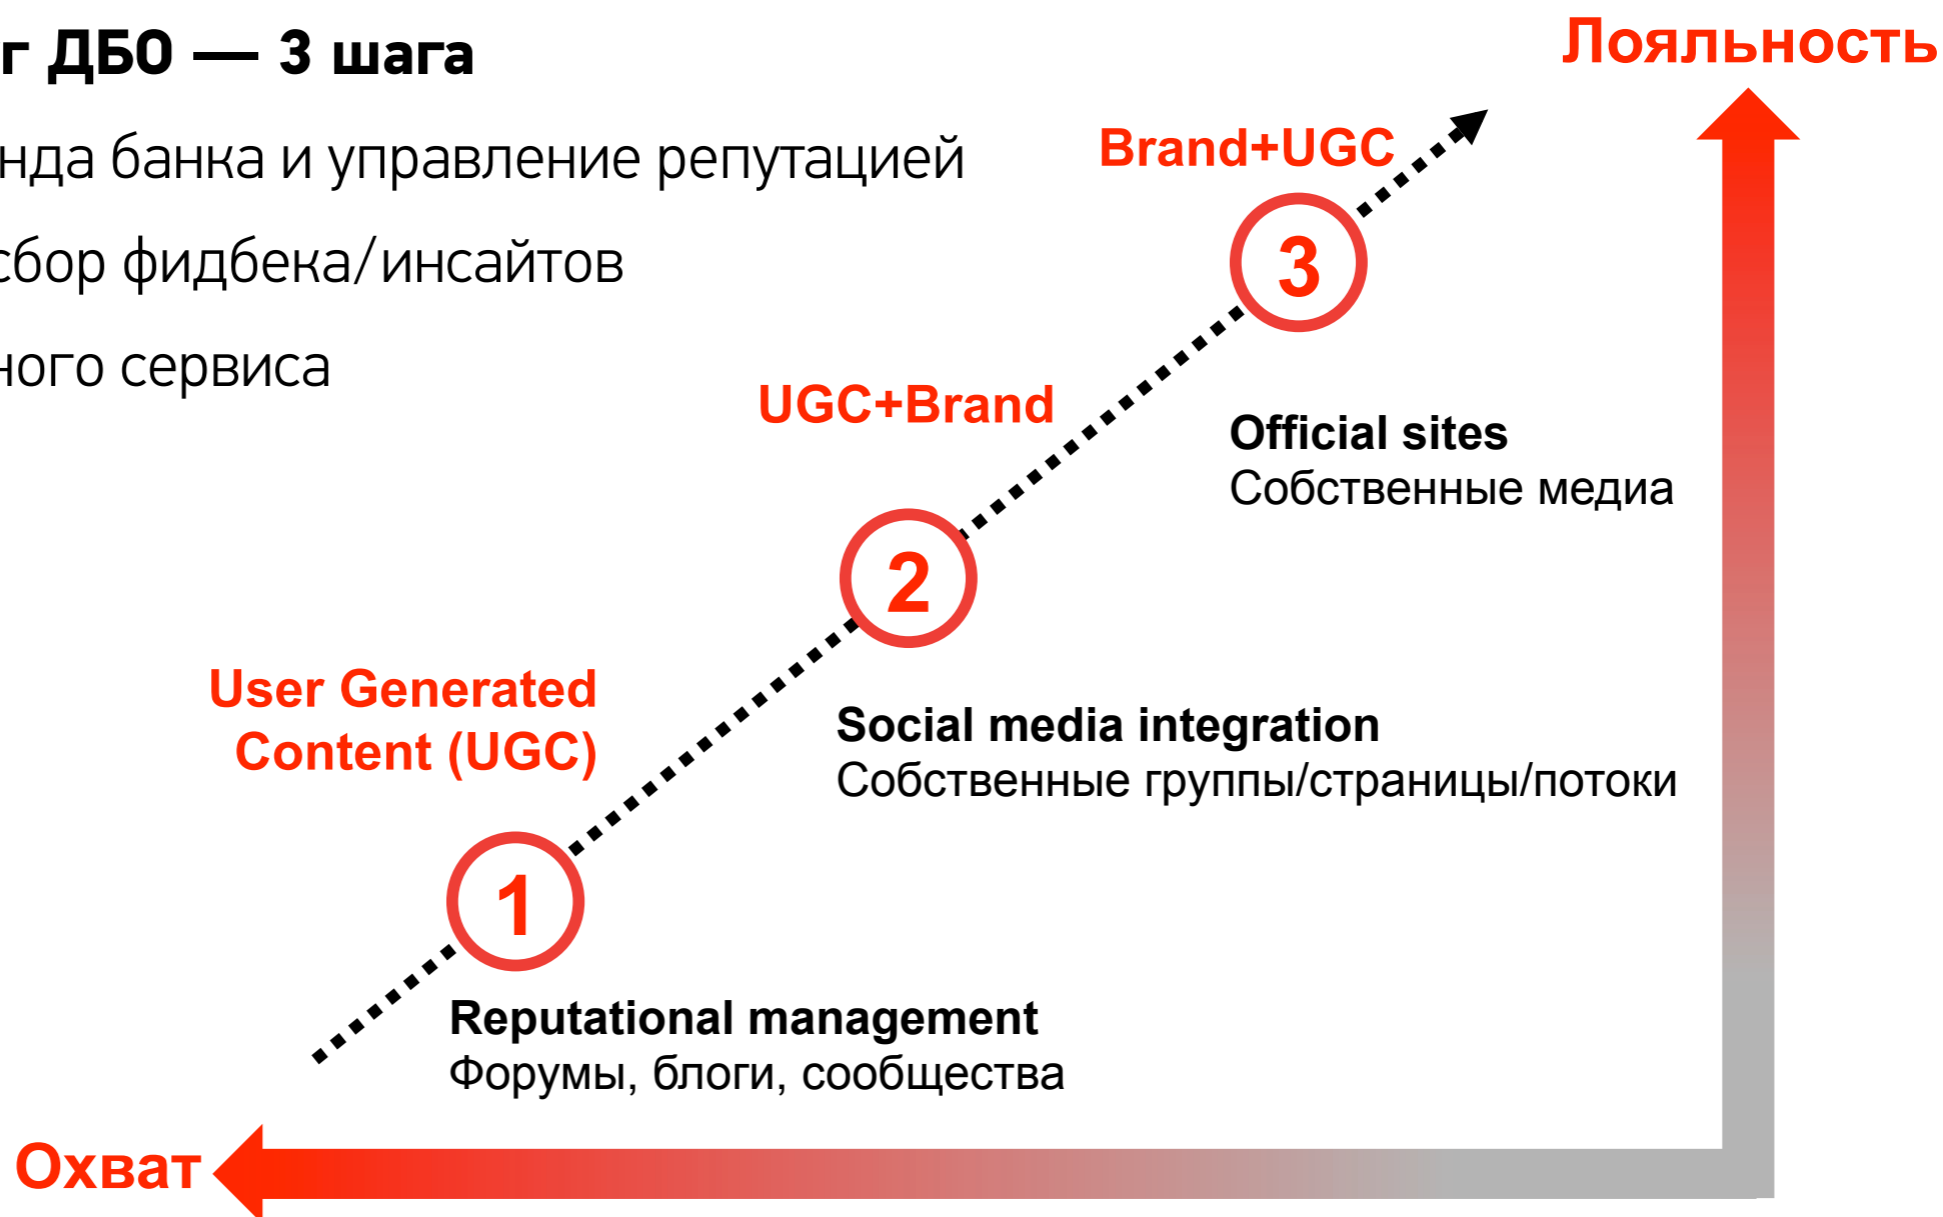 г ДБО — 3 шага
нда банка и управление репутацией
сбор фидбека/инсайтов
ного сервиса
Лояльность
Brand+UGC
3
Official sites
Собственные медиа
UGC+Brand
2
Social media integration
Собственные группы/страницы/потоки
User Generated
Content (UGC)
1
Reputational management
Форумы, блоги, сообщества
Охват